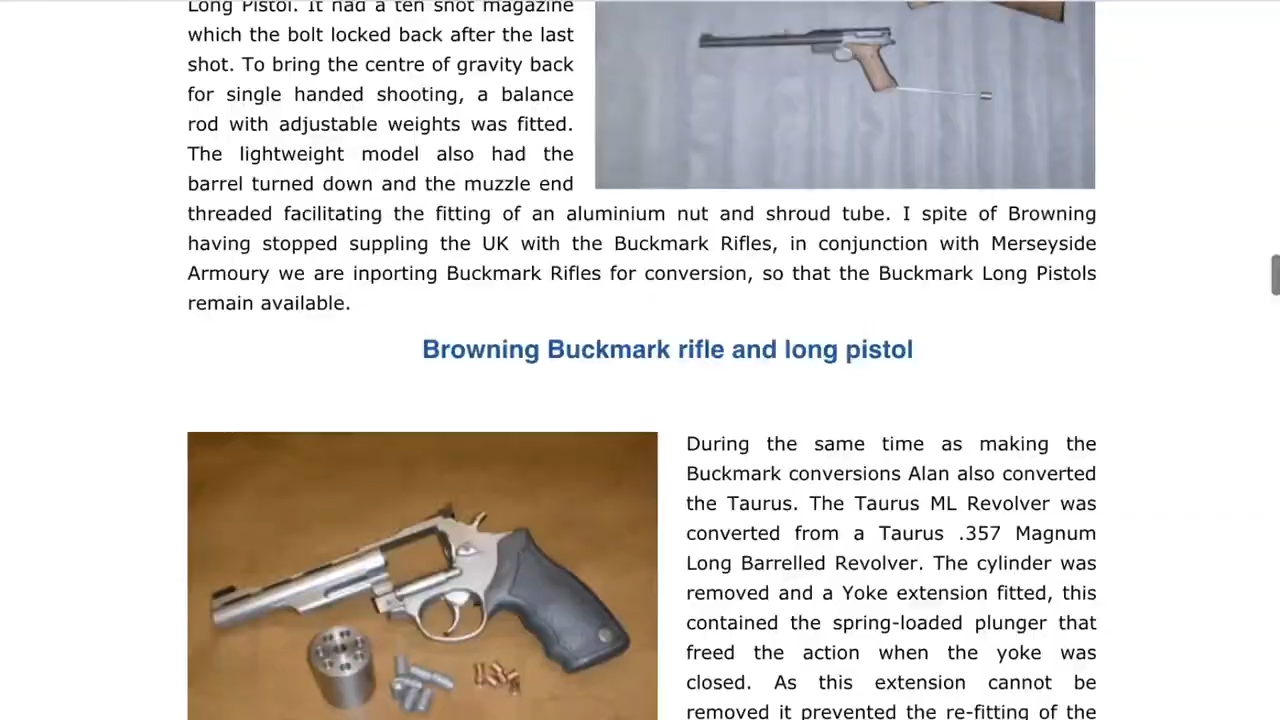 Long Pistol. It had a ten shot magazine
which the bolt locked back after the last
shot. To bring the centre of gravity back
for single handed shooting, a balance
rod with adjustable weights was fitted.
The lightweight model also had the
barrel turned down and the muzzle end
threaded facilitating the fitting of an aluminium nut and shroud tube. I spite of Browning
having stopped suppling the UK with the Buckmark Rifles, in conjunction with Merseyside
Armoury we are inporting Buckmark Rifles for conversion, so that the Buckmark Long Pistols
remain available.
Browning Buckmark rifle and long pistol
During the same time as making the
Buckmark conversions Alan also converted
the Taurus. The Taurus ML Revolver was
converted from a Taurus .357 Magnum
Long Barrelled Revolver. The cylinder was
removed and a Yoke extension fitted, this
contained the spring-loaded plunger that
freed the action when the yoke was
closed. As this extension cannot be
removed it prevented the re-fitting of the